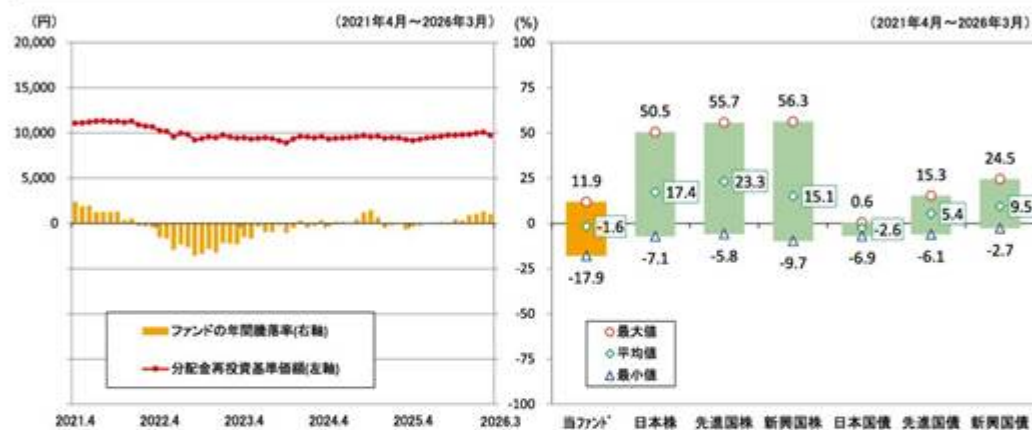 (円)
(2021年4月～2026年3月)
20,000
15,000
10,000
5,000
0
ファンドの年間騰落率(右軸)
分配金再投資基準価額(左軸)
2021.4 2022.4 2023.4 2024.4 2025.4 2026.3
(%)
(2021年4月～2026年3月)
100
75
50
25
0
-25
-50
-75
-100
11.9 50.5 55.7 56.3 0.6 15.3 24.5
-1.6 17.4 23.3 15.1 -2.6 5.4 9.5
-17.9 -7.1 -5.8 -9.7 -6.9 -6.1 -2.7
最大値
平均値
最小値
当ファンド 日本株 先進国株 新興国株 日本国債 先進国債 新興国債